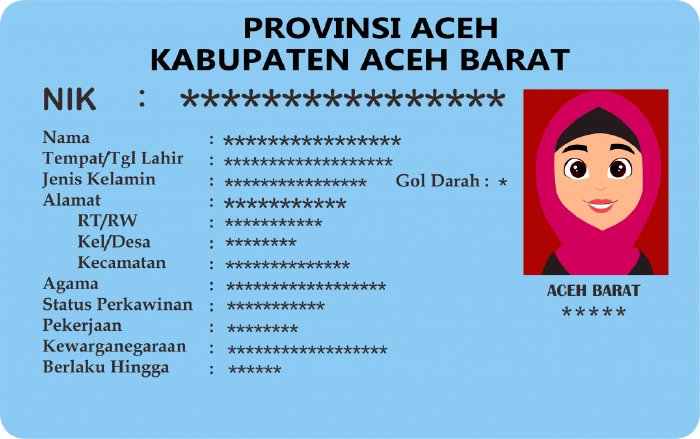 PROVINSI ACEH
KABUPATEN ACEH BARAT
NIK : ****************
Nama : ****************
Tempat/Tgl Lahir : *******************
Jenis Kelamin : **************** Gol Darah : *
Alamat : ***********
RT/RW : ***********
Kel/Desa : ********
Kecamatan : **************
Agama : ******************
Status Perkawinan : ***********
Pekerjaan : ********
Kewarganegaraan : ******************
Berlaku Hingga : ******
ACEH BARAT
*****